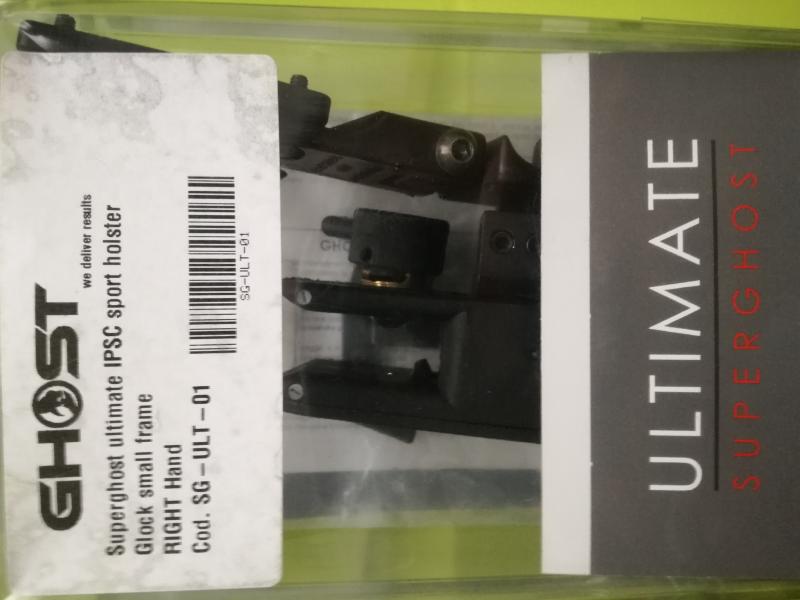 GHOST
we deliver results
Superghost ultimate IPSC sport holster
Glock small frame
RIGHT Hand
Cod. SG-ULT-01
SG-ULT-01
GHO
ULTIMATE
SUPERGHOST